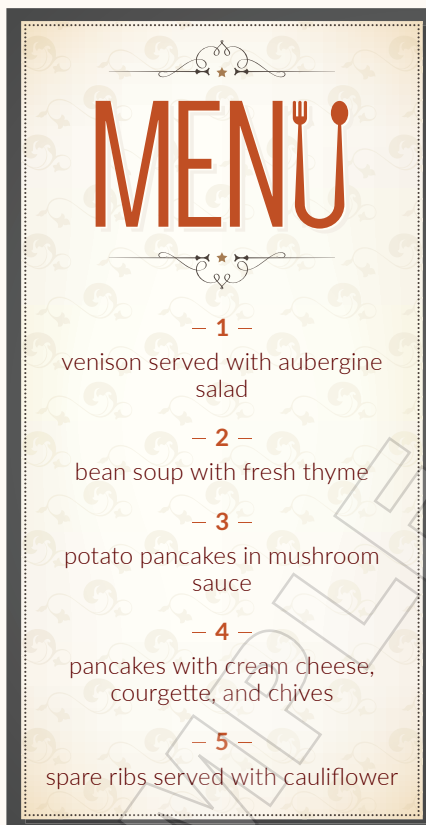 MENU
– 1 –
venison served with aubergine
salad
– 2 –
bean soup with fresh thyme
– 3 –
potato pancakes in mushroom
sauce
– 4 –
pancakes with cream cheese,
courgette, and chives
– 5 –
spare ribs served with cauliflower
MPLE